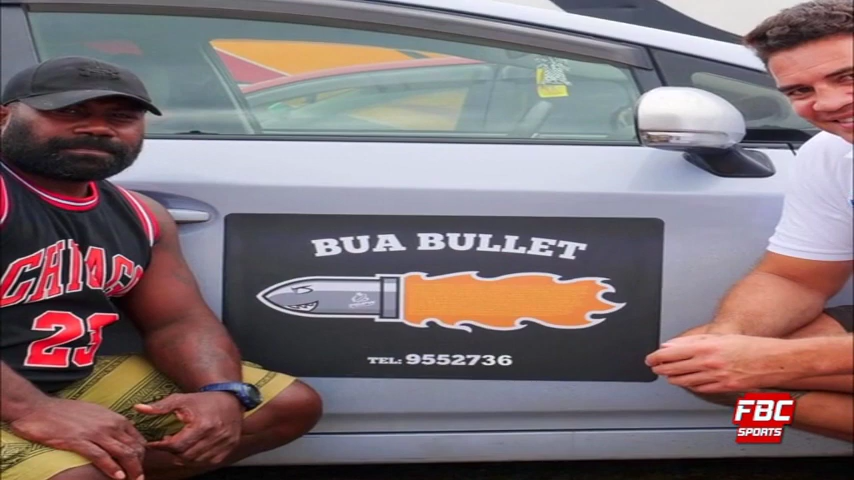 BUA BULLET
TEL: 9552736
CHICAGO
23
FBC
SPORTS